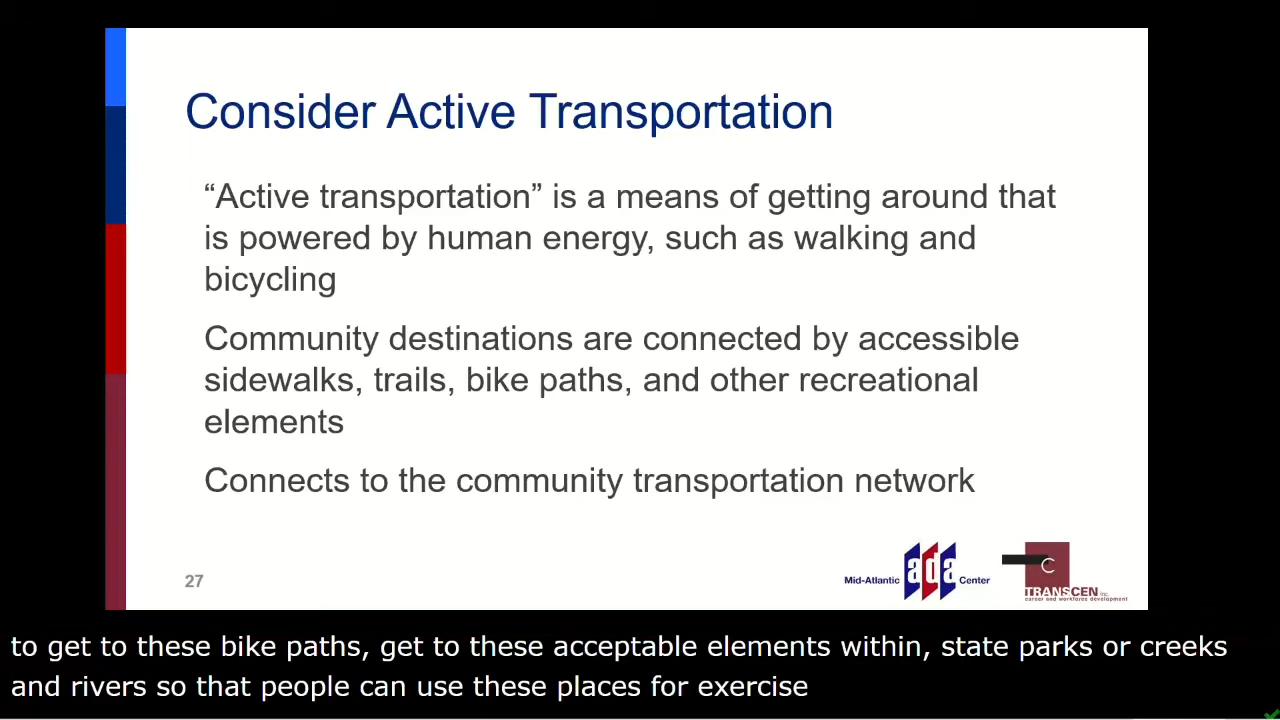 Consider Active Transportation
“Active transportation” is a means of getting around that
is powered by human energy, such as walking and
bicycling
Community destinations are connected by accessible
sidewalks, trails, bike paths, and other recreational
elements
Connects to the community transportation network
27
Mid-Atlantic ada Center
C
TRANSCEN Inc.
career and workforce development
to get to these bike paths, get to these acceptable elements within, state parks or creeks
and rivers so that people can use these places for exercise